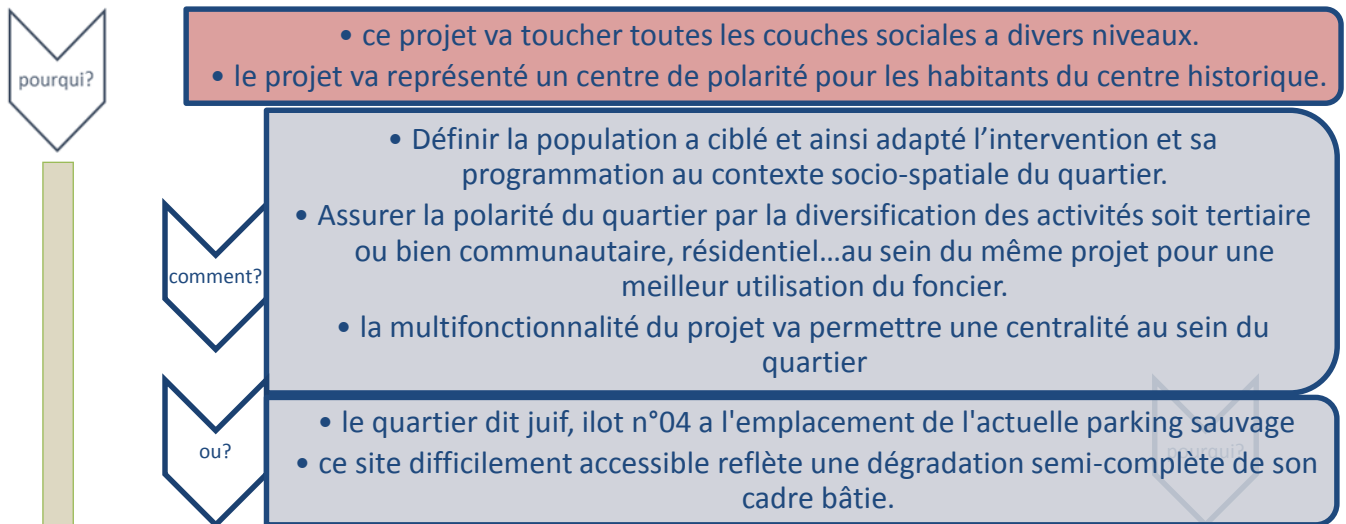 pourqui?
• ce projet va toucher toutes les couches sociales a divers niveaux.
• le projet va représenté un centre de polarité pour les habitants du centre historique.
comment?
• Définir la population a ciblé et ainsi adapté l’intervention et sa
programmation au contexte socio-spatiale du quartier.
• Assurer la polarité du quartier par la diversification des activités soit tertiaire
ou bien communautaire, résidentiel...au sein du même projet pour une
meilleur utilisation du foncier.
• la multifonctionnalité du projet va permettre une centralité au sein du
quartier
ou?
• le quartier dit juif, ilot n°04 a l'emplacement de l'actuelle parking sauvage
• ce site difficilement accessible reflète une dégradation semi-complète de son
cadre bâtie.
pourqui?